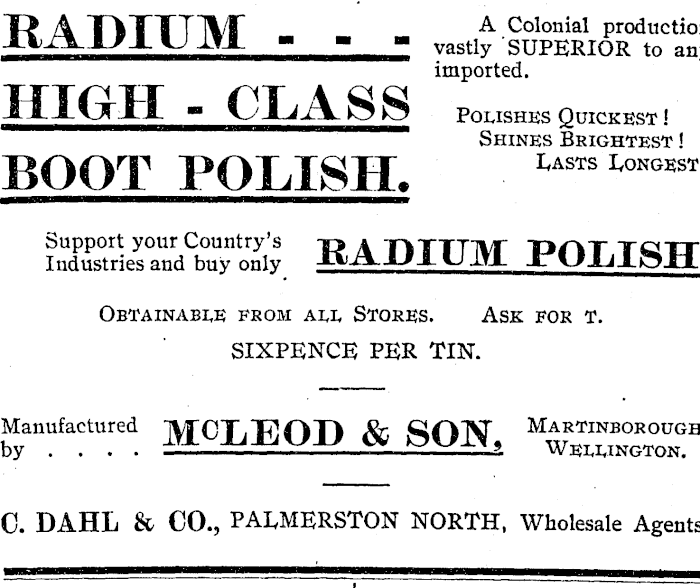 RADIUM - - -
HIGH - CLASS
BOOT POLISH.
A Colonial productio
vastly SUPERIOR to an
imported.
POLISHES QUICKEST!
SHINES BRIGHTEST!
LASTS LONGEST
Support your Country's
Industries and buy only
RADIUM POLISH
OBTAINABLE FROM ALL STORES. ASK FOR T.
SIXPENCE PER TIN.
Manufactured
by . . . .
McLEOD & SON,
MARTINBOROUGH
WELLINGTON.
C. DAHL & CO., PALMERSTON NORTH, Wholesale Agents